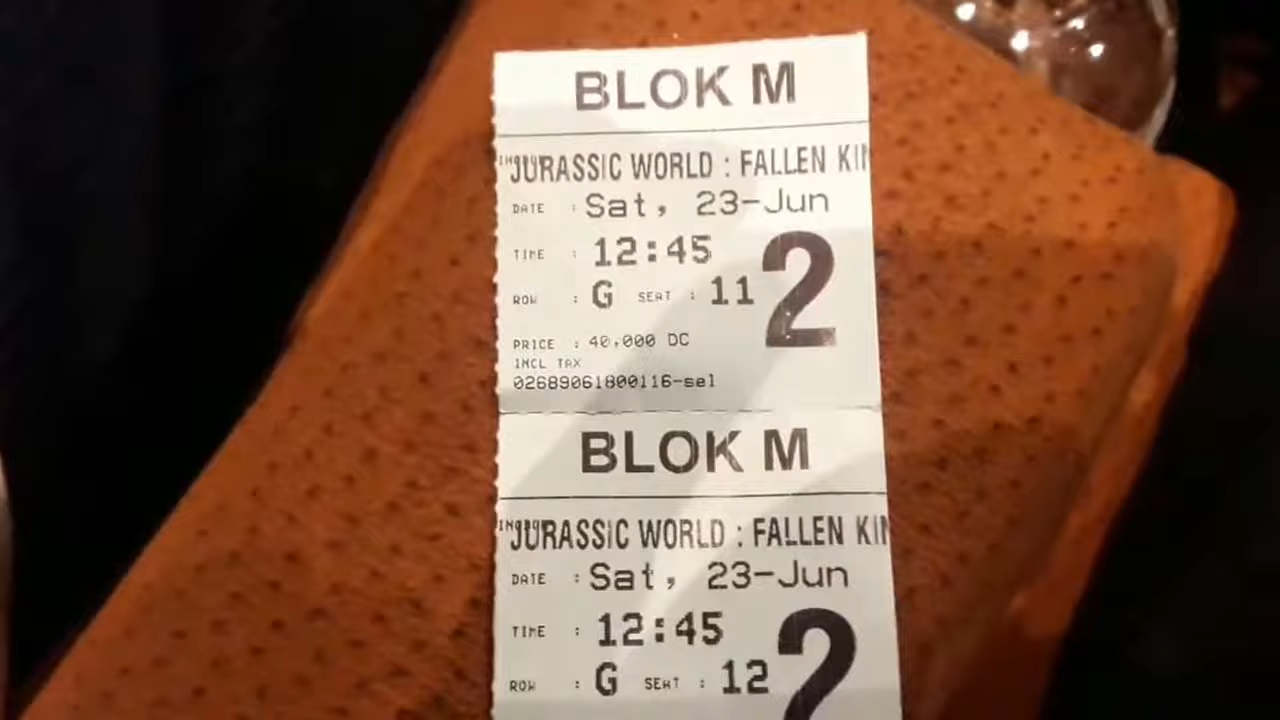 BLOK M
JURASSIC WORLD : FALLEN KIN
DATE : Sat, 23-Jun
TIME : 12:45
2
ROW : G SEAT : 11
PRICE : 40,000 DC
INCL TAX
02689061800116-sel
BLOK M
JURASSIC WORLD : FALLEN KIN
DATE : Sat, 23-Jun
TIME : 12:45
2
ROW : G SEAT : 12